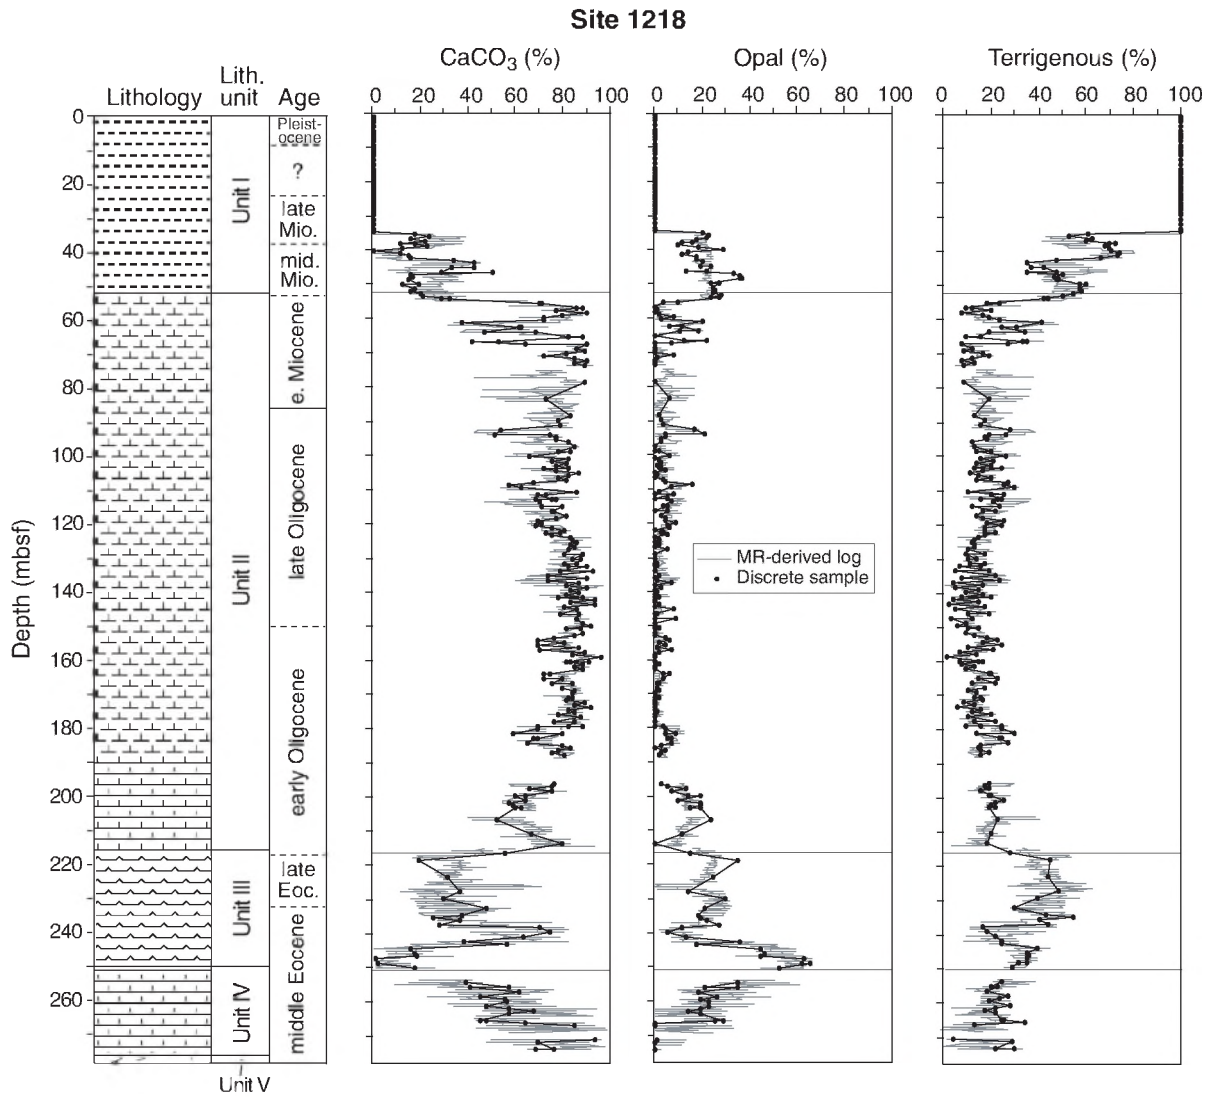 Site 1218
CaCO₃ (%)
Opal (%)
Terrigenous (%)
Lithology
Lith.
unit
Age
0 20 40 60 80 100
0 20 40 60 80 100
0 20 40 60 80 100
Depth (mbsf)
0
20
40
60
80
100
120
140
160
180
200
220
240
260
Unit I
Unit II
Unit III
Unit IV
Unit V
Pleist-
ocene
?
late
Mio.
mid.
Mio.
e. Miocene
late Oligocene
early Oligocene
late
Eoc.
middle Eocene
MR-derived log
Discrete sample